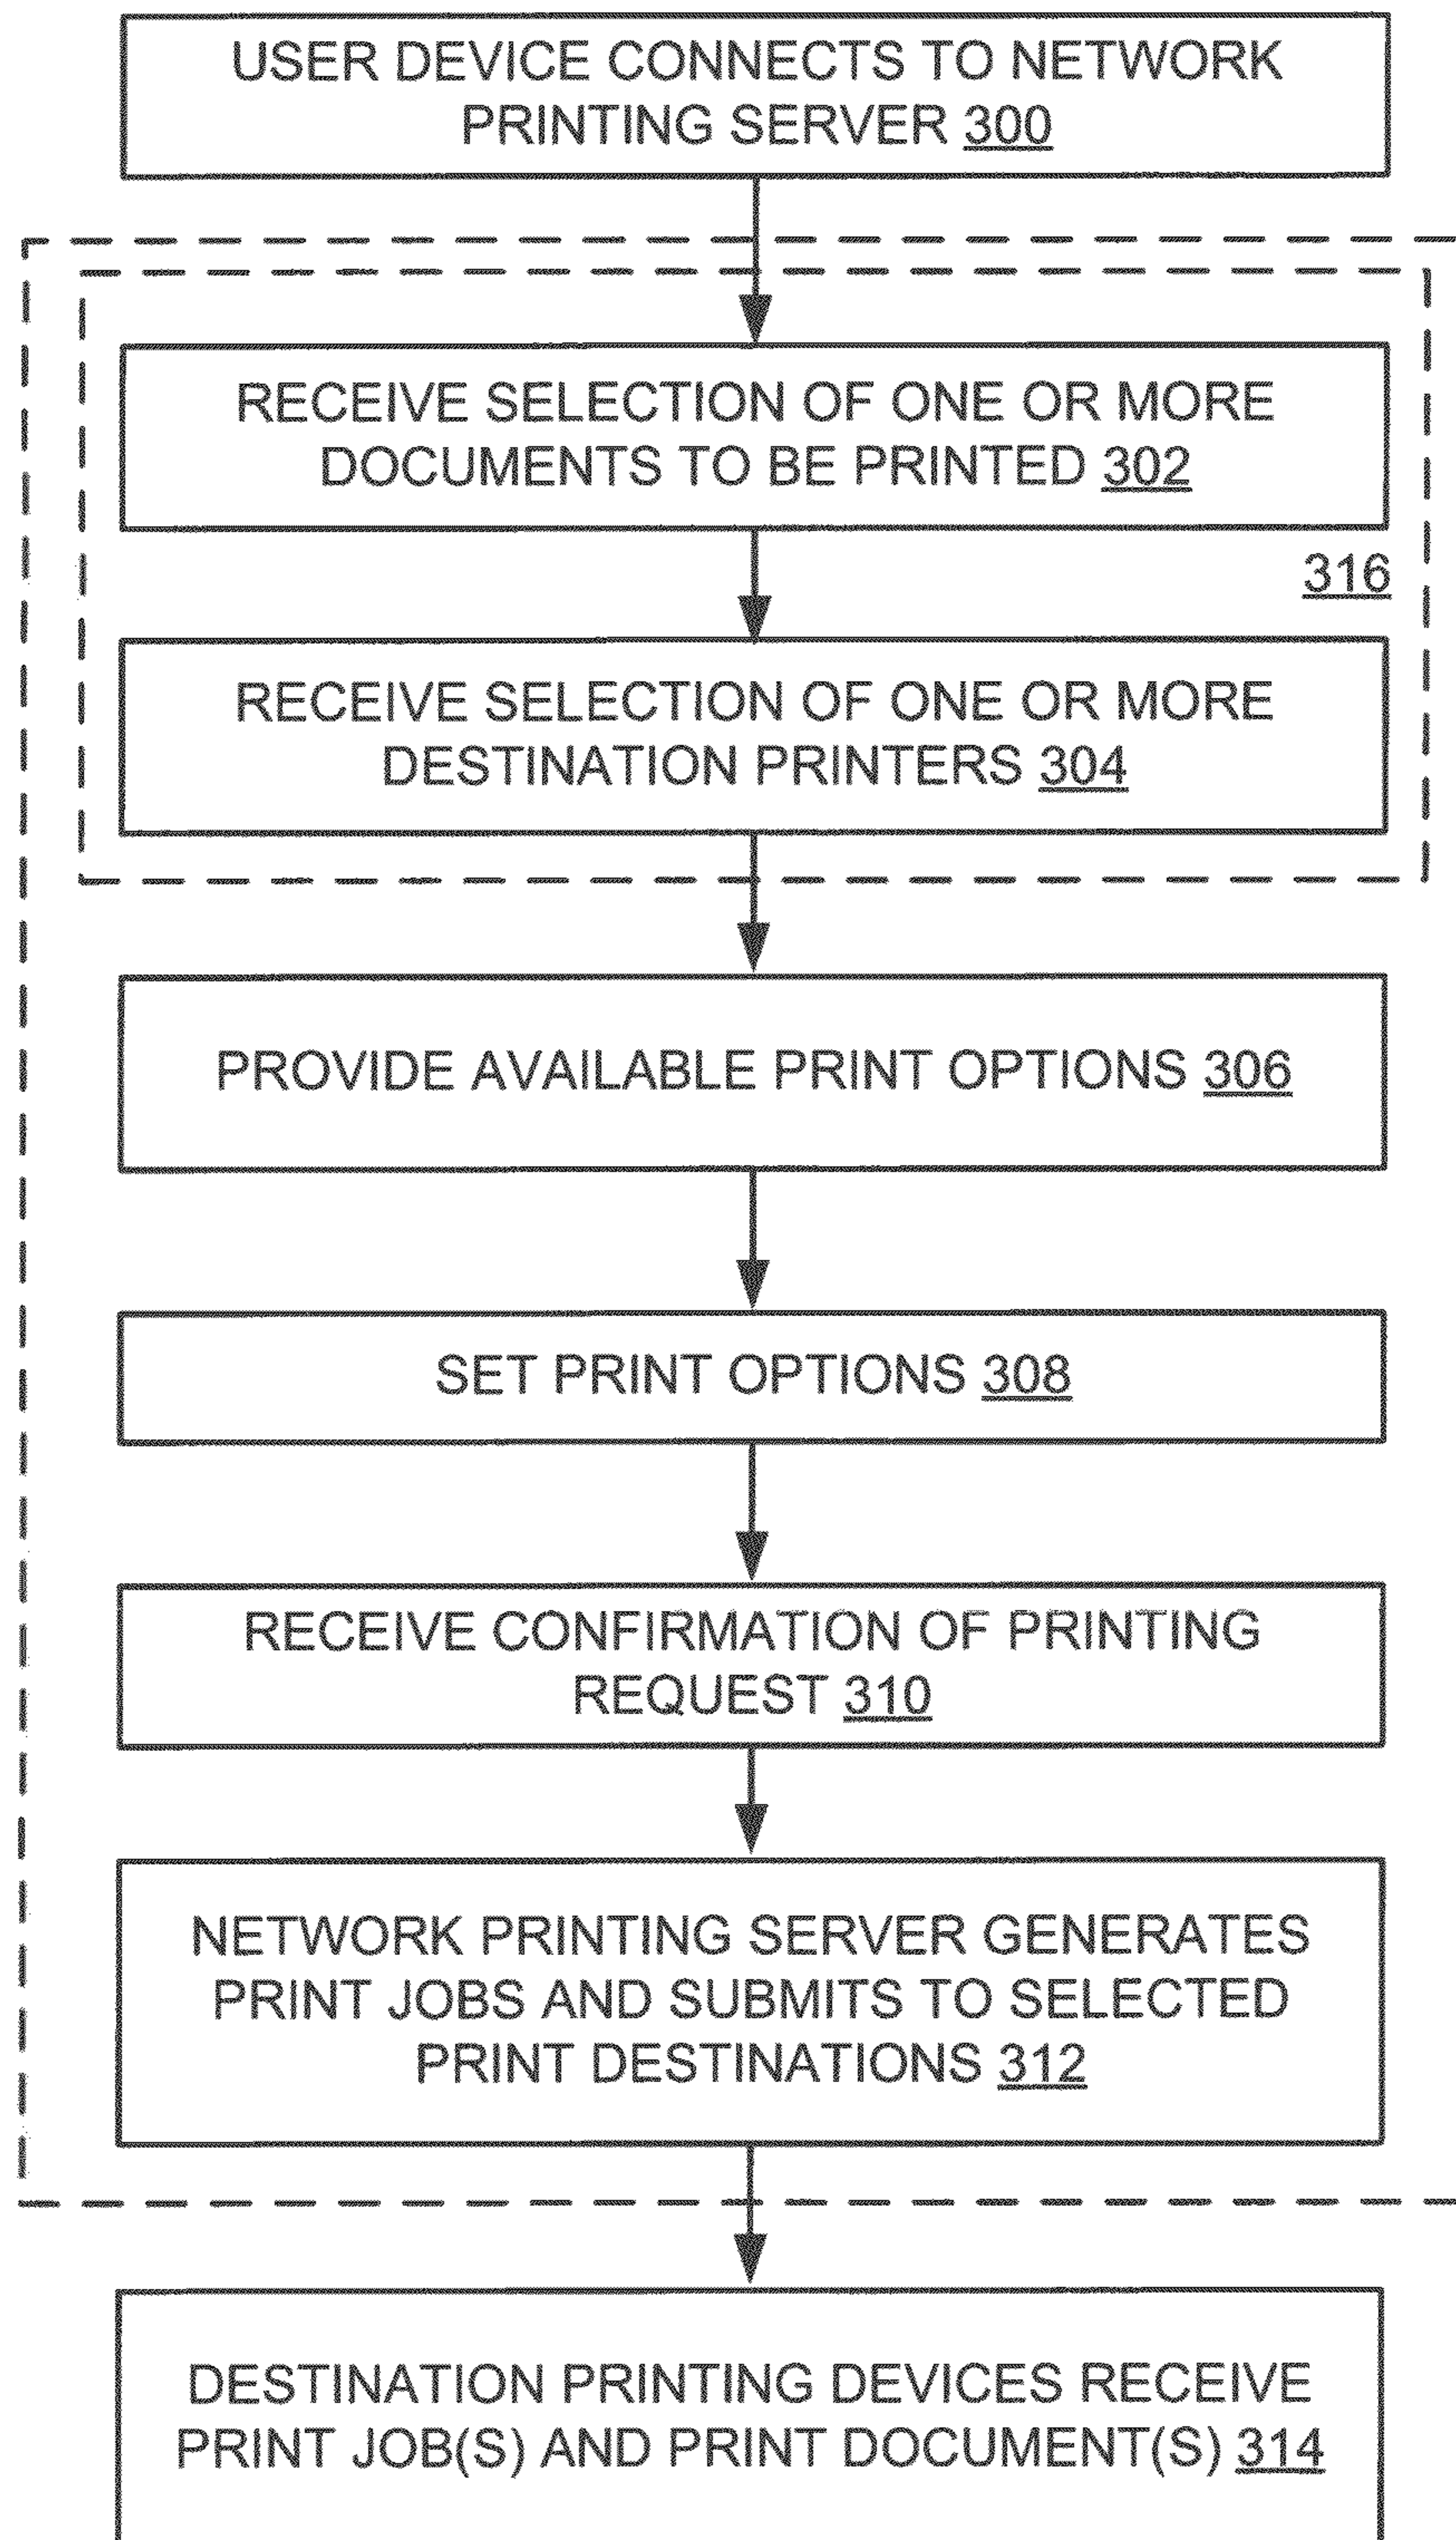 USER DEVICE CONNECTS TO NETWORK
PRINTING SERVER 300
RECEIVE SELECTION OF ONE OR MORE
DOCUMENTS TO BE PRINTED 302
316
RECEIVE SELECTION OF ONE OR MORE
DESTINATION PRINTERS 304
PROVIDE AVAILABLE PRINT OPTIONS 306
SET PRINT OPTIONS 308
RECEIVE CONFIRMATION OF PRINTING
REQUEST 310
NETWORK PRINTING SERVER GENERATES
PRINT JOBS AND SUBMITS TO SELECTED
PRINT DESTINATIONS 312
DESTINATION PRINTING DEVICES RECEIVE
PRINT JOB(S) AND PRINT DOCUMENT(S) 314